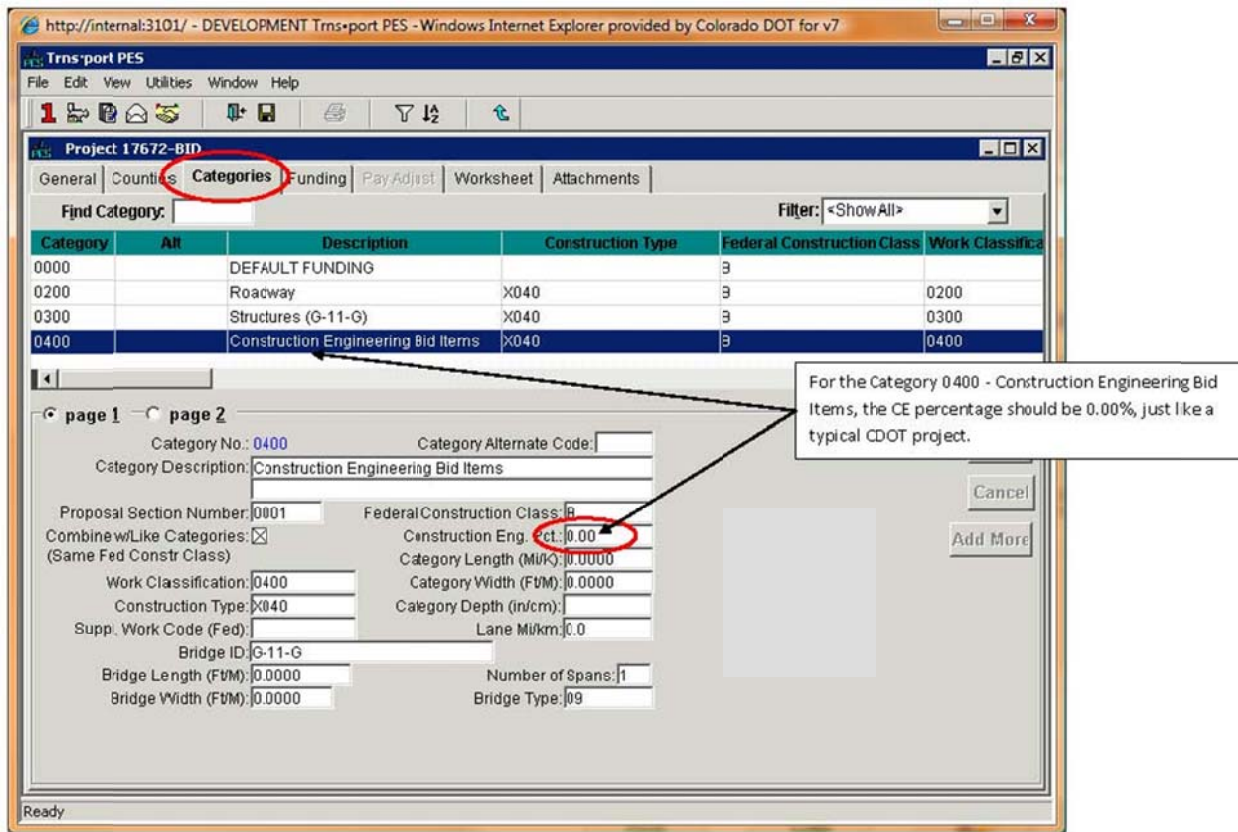 http://internal:3101/ - DEVELOPMENT Trns•port PES - Windows Internet Explorer provided by Colorado DOT for v7
Trns•port PES
File Edit View Utilities Window Help
Project 17672-BID
General Counties Categories Funding Pay Adjust Worksheet Attachments
Find Category: Filter: <Show All>
Category Alt Description Construction Type Federal Construction Class Work Classifica
0000 DEFAULT FUNDING B
0200 Roadway X040 B 0200
0300 Structures (G-11-G) X040 B 0300
0400 Construction Engineering Bid Items X040 B 0400
For the Category 0400 - Construction Engineering Bid
Items, the CE percentage should be 0.00%, just like a
typical CDOT project.
page 1 page 2
Category No.: 0400 Category Alternate Code:
Category Description: Construction Engineering Bid Items
Cancel
Proposal Section Number: 0001 Federal Construction Class: B
Combine w/Like Categories: Construction Eng. Pct.: 0.00 Add More
(Same Fed Constr Class) Category Length (Mi/K): 0.0000
Work Classification: 0400 Category Width (Ft/M): 0.0000
Construction Type: X040 Category Depth (in/cm):
Suppl. Work Code (Fed): Lane Mi/km: 0.0
Bridge ID: G-11-G
Bridge Length (Ft/M): 0.0000 Number of Spans: 1
Bridge Width (Ft/M): 0.0000 Bridge Type: 09
Ready